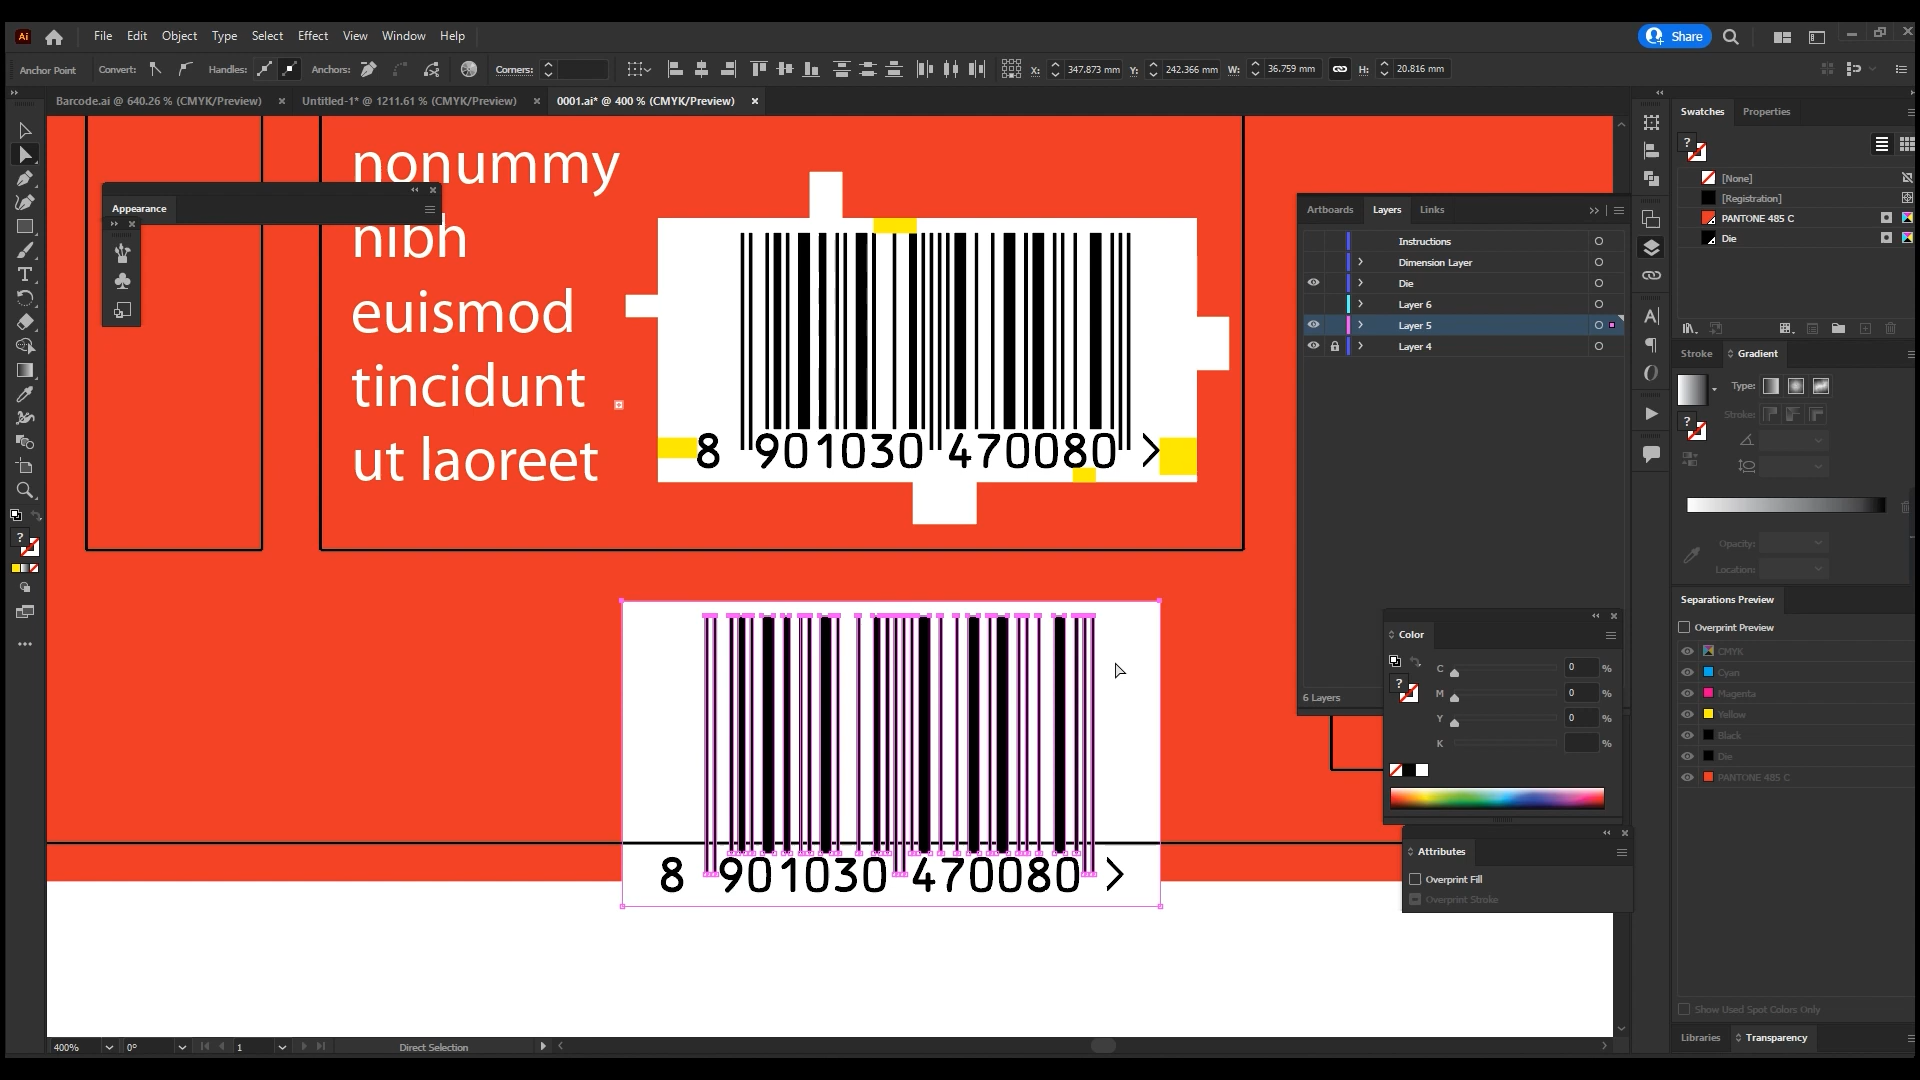 Ai File Edit Object Type Select Effect View Window Help Share
Anchor Point Convert: Handles: Anchors: Corners: X: 347.873 mm Y: 242.366 mm W: 36.759 mm H: 20.816 mm
Barcode.ai @ 640.26 % (CMYK/Preview) × Untitled-1* @ 1211.61 % (CMYK/Preview) × 0001.ai* @ 400 % (CMYK/Preview) ×
Appearance
nonummy
nibh
euismod
tincidunt
ut laoreet
8 901030 470080 >
8 901030 470080 >
Artboards Layers Links
Instructions
Dimension Layer
Die
Layer 6
Layer 5
Layer 4
6 Layers
Color
C 0 %
M 0 %
Y 0 %
K %
Attributes
Overprint Fill
Overprint Stroke
Swatches Properties
[None]
[Registration]
PANTONE 485 C
Die
Stroke Gradient
Type:
Stroke:
Opacity:
Location:
Separations Preview
Overprint Preview
CMYK
Cyan
Magenta
Yellow
Black
Die
PANTONE 485 C
Show Used Spot Colors Only
Libraries Transparency
400% 0° 1 Direct Selection